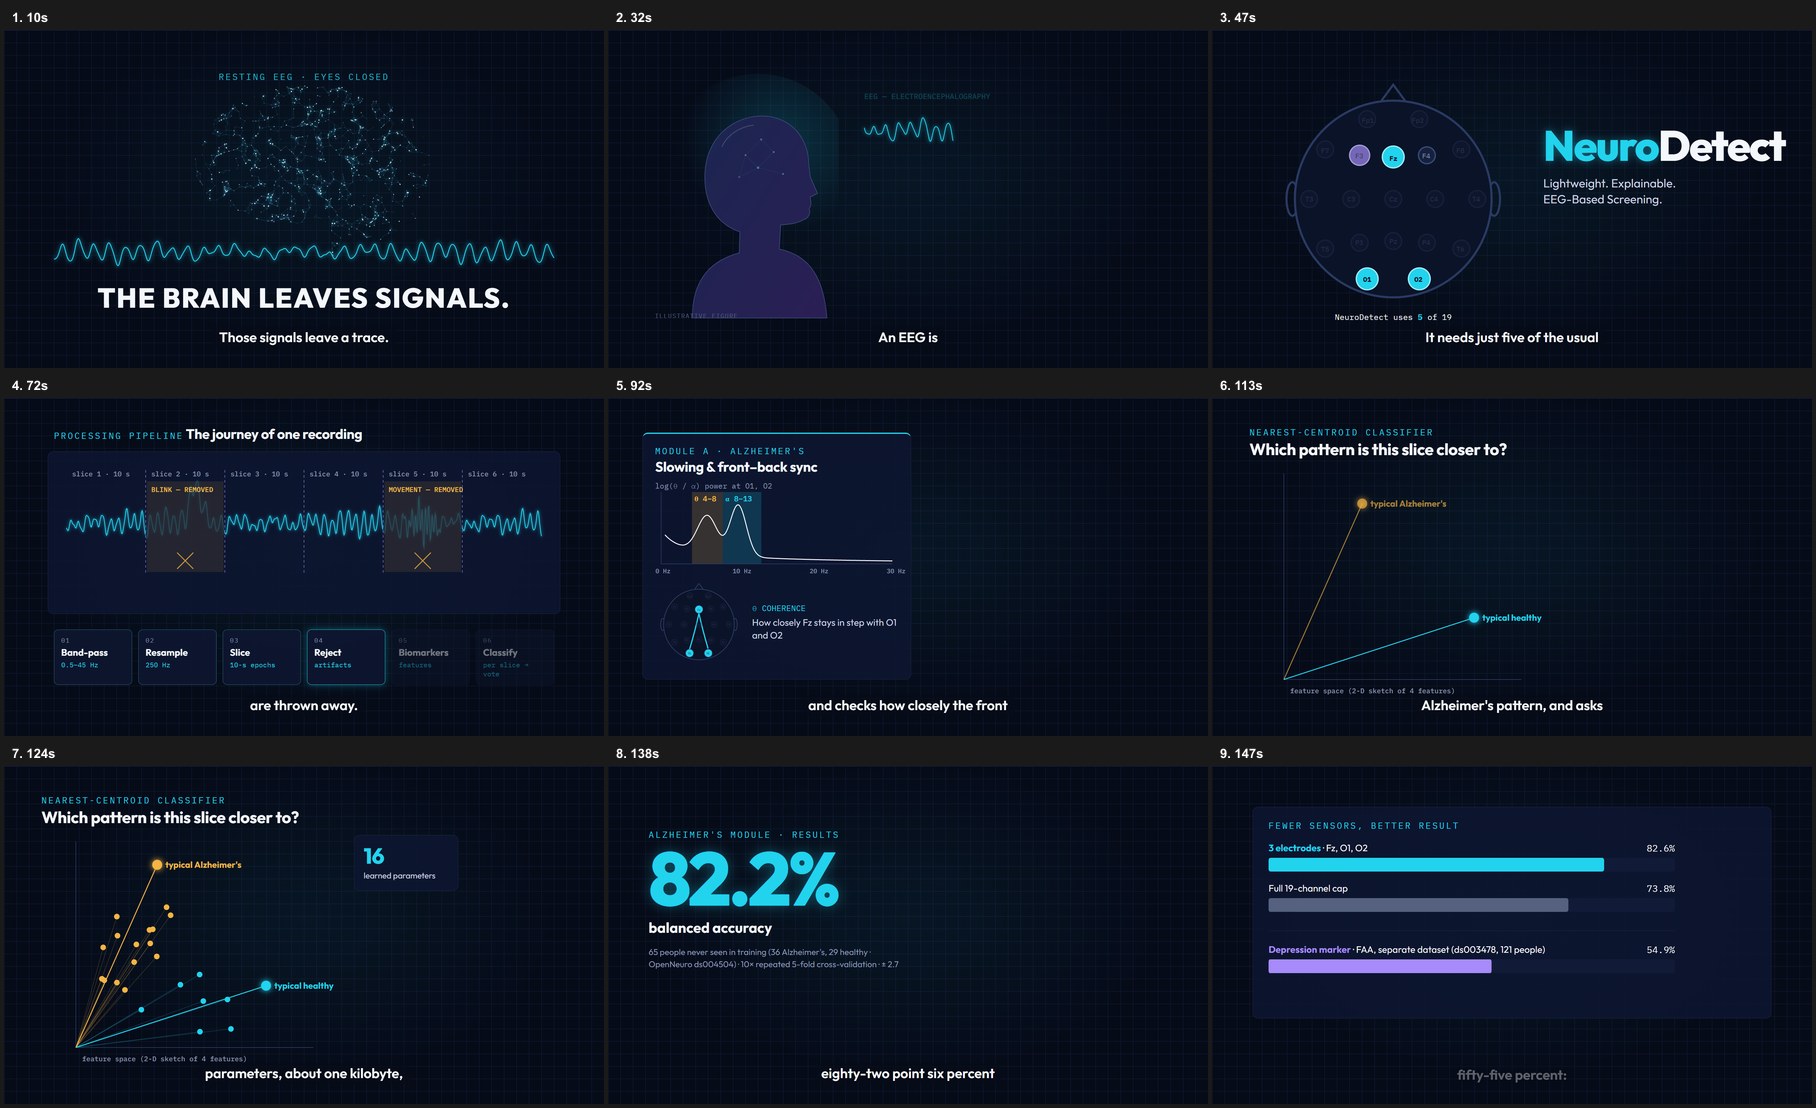 1. 10s
RESTING EEG · EYES CLOSED
THE BRAIN LEAVES SIGNALS.
Those signals leave a trace.
2. 32s
EEG — ELECTROENCEPHALOGRAPHY
ILLUSTRATIVE FIGURE
An EEG is
3. 47s
F3
Fz
F4
O1
O2
NeuroDetect
Lightweight. Explainable.
EEG-Based Screening.
NeuroDetect uses 5 of 19
It needs just five of the usual
4. 72s
PROCESSING PIPELINE The journey of one recording
slice 1 · 10 s
slice 2 · 10 s
slice 3 · 10 s
slice 4 · 10 s
slice 5 · 10 s
slice 6 · 10 s
BLINK — REMOVED
MOVEMENT — REMOVED
01
Band-pass
0.5–45 Hz
02
Resample
250 Hz
03
Slice
10-s epochs
04
Reject
artifacts
05
Biomarkers
features
06
Classify
per slice →
vote
are thrown away.
5. 92s
MODULE A · ALZHEIMER'S
Slowing & front–back sync
log(θ / α) power at O1, O2
θ 4–8
α 8–13
0 Hz
10 Hz
20 Hz
30 Hz
θ COHERENCE
How closely Fz stays in step with O1
and O2
and checks how closely the front
6. 113s
NEAREST-CENTROID CLASSIFIER
Which pattern is this slice closer to?
typical Alzheimer's
typical healthy
feature space (2-D sketch of 4 features)
Alzheimer's pattern, and asks
7. 124s
NEAREST-CENTROID CLASSIFIER
Which pattern is this slice closer to?
16
learned parameters
typical Alzheimer's
typical healthy
feature space (2-D sketch of 4 features)
parameters, about one kilobyte,
8. 138s
ALZHEIMER'S MODULE · RESULTS
82.2%
balanced accuracy
65 people never seen in training (36 Alzheimer's, 29 healthy ·
OpenNeuro ds004504) · 10× repeated 5-fold cross-validation · ± 2.7
eighty-two point six percent
9. 147s
FEWER SENSORS, BETTER RESULT
3 electrodes · Fz, O1, O2
82.6%
Full 19-channel cap
73.8%
Depression marker · FAA, separate dataset (ds003478, 121 people)
54.9%
fifty-five percent: